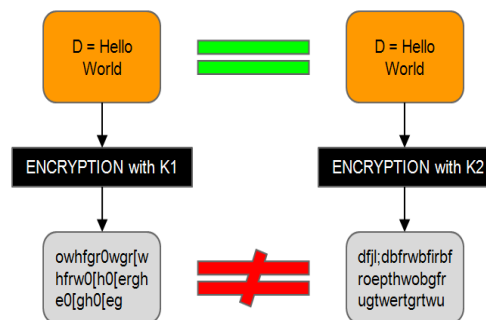 D = Hello
World
D = Hello
World
ENCRYPTION with K1
ENCRYPTION with K2
owhfgr0wgr[w
hfrw0[h0[ergh
e0[gh0[eg
dfjl;dbfrwbfirbf
roepthwobgfr
ugtwertgrtwu